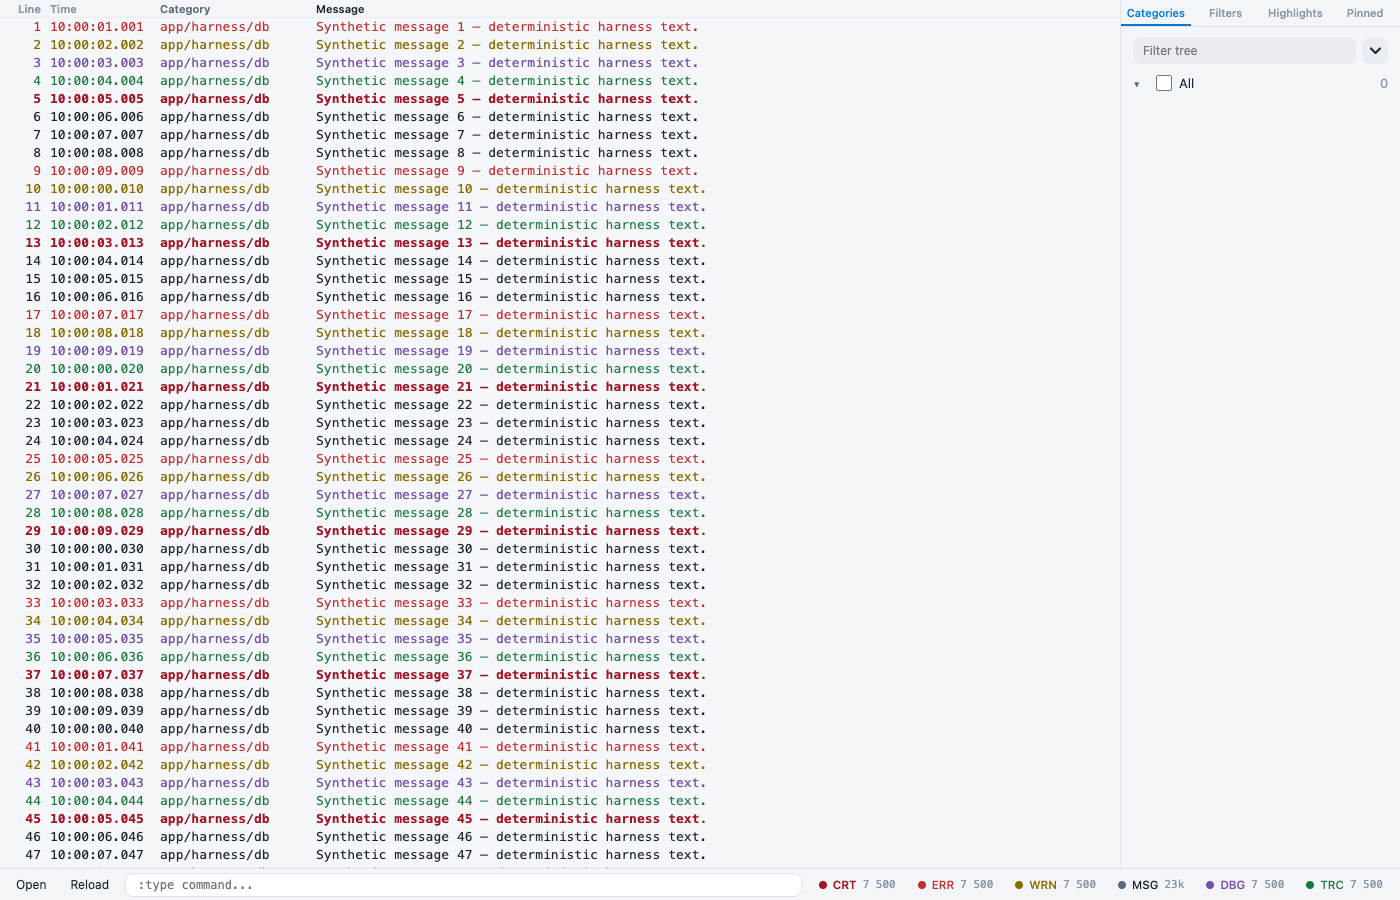 Line Time Category Message
1 10:00:01.001 app/harness/db Synthetic message 1 — deterministic harness text.
2 10:00:02.002 app/harness/db Synthetic message 2 — deterministic harness text.
3 10:00:03.003 app/harness/db Synthetic message 3 — deterministic harness text.
4 10:00:04.004 app/harness/db Synthetic message 4 — deterministic harness text.
5 10:00:05.005 app/harness/db Synthetic message 5 — deterministic harness text.
6 10:00:06.006 app/harness/db Synthetic message 6 — deterministic harness text.
7 10:00:07.007 app/harness/db Synthetic message 7 — deterministic harness text.
8 10:00:08.008 app/harness/db Synthetic message 8 — deterministic harness text.
9 10:00:09.009 app/harness/db Synthetic message 9 — deterministic harness text.
10 10:00:00.010 app/harness/db Synthetic message 10 — deterministic harness text.
11 10:00:01.011 app/harness/db Synthetic message 11 — deterministic harness text.
12 10:00:02.012 app/harness/db Synthetic message 12 — deterministic harness text.
13 10:00:03.013 app/harness/db Synthetic message 13 — deterministic harness text.
14 10:00:04.014 app/harness/db Synthetic message 14 — deterministic harness text.
15 10:00:05.015 app/harness/db Synthetic message 15 — deterministic harness text.
16 10:00:06.016 app/harness/db Synthetic message 16 — deterministic harness text.
17 10:00:07.017 app/harness/db Synthetic message 17 — deterministic harness text.
18 10:00:08.018 app/harness/db Synthetic message 18 — deterministic harness text.
19 10:00:09.019 app/harness/db Synthetic message 19 — deterministic harness text.
20 10:00:00.020 app/harness/db Synthetic message 20 — deterministic harness text.
21 10:00:01.021 app/harness/db Synthetic message 21 — deterministic harness text.
22 10:00:02.022 app/harness/db Synthetic message 22 — deterministic harness text.
23 10:00:03.023 app/harness/db Synthetic message 23 — deterministic harness text.
24 10:00:04.024 app/harness/db Synthetic message 24 — deterministic harness text.
25 10:00:05.025 app/harness/db Synthetic message 25 — deterministic harness text.
26 10:00:06.026 app/harness/db Synthetic message 26 — deterministic harness text.
27 10:00:07.027 app/harness/db Synthetic message 27 — deterministic harness text.
28 10:00:08.028 app/harness/db Synthetic message 28 — deterministic harness text.
29 10:00:09.029 app/harness/db Synthetic message 29 — deterministic harness text.
30 10:00:00.030 app/harness/db Synthetic message 30 — deterministic harness text.
31 10:00:01.031 app/harness/db Synthetic message 31 — deterministic harness text.
32 10:00:02.032 app/harness/db Synthetic message 32 — deterministic harness text.
33 10:00:03.033 app/harness/db Synthetic message 33 — deterministic harness text.
34 10:00:04.034 app/harness/db Synthetic message 34 — deterministic harness text.
35 10:00:05.035 app/harness/db Synthetic message 35 — deterministic harness text.
36 10:00:06.036 app/harness/db Synthetic message 36 — deterministic harness text.
37 10:00:07.037 app/harness/db Synthetic message 37 — deterministic harness text.
38 10:00:08.038 app/harness/db Synthetic message 38 — deterministic harness text.
39 10:00:09.039 app/harness/db Synthetic message 39 — deterministic harness text.
40 10:00:00.040 app/harness/db Synthetic message 40 — deterministic harness text.
41 10:00:01.041 app/harness/db Synthetic message 41 — deterministic harness text.
42 10:00:02.042 app/harness/db Synthetic message 42 — deterministic harness text.
43 10:00:03.043 app/harness/db Synthetic message 43 — deterministic harness text.
44 10:00:04.044 app/harness/db Synthetic message 44 — deterministic harness text.
45 10:00:05.045 app/harness/db Synthetic message 45 — deterministic harness text.
46 10:00:06.046 app/harness/db Synthetic message 46 — deterministic harness text.
47 10:00:07.047 app/harness/db Synthetic message 47 — deterministic harness text.
Categories Filters Highlights Pinned
Filter tree
All 0
Open Reload :type command... CRT 7 500 ERR 7 500 WRN 7 500 MSG 23k DBG 7 500 TRC 7 500